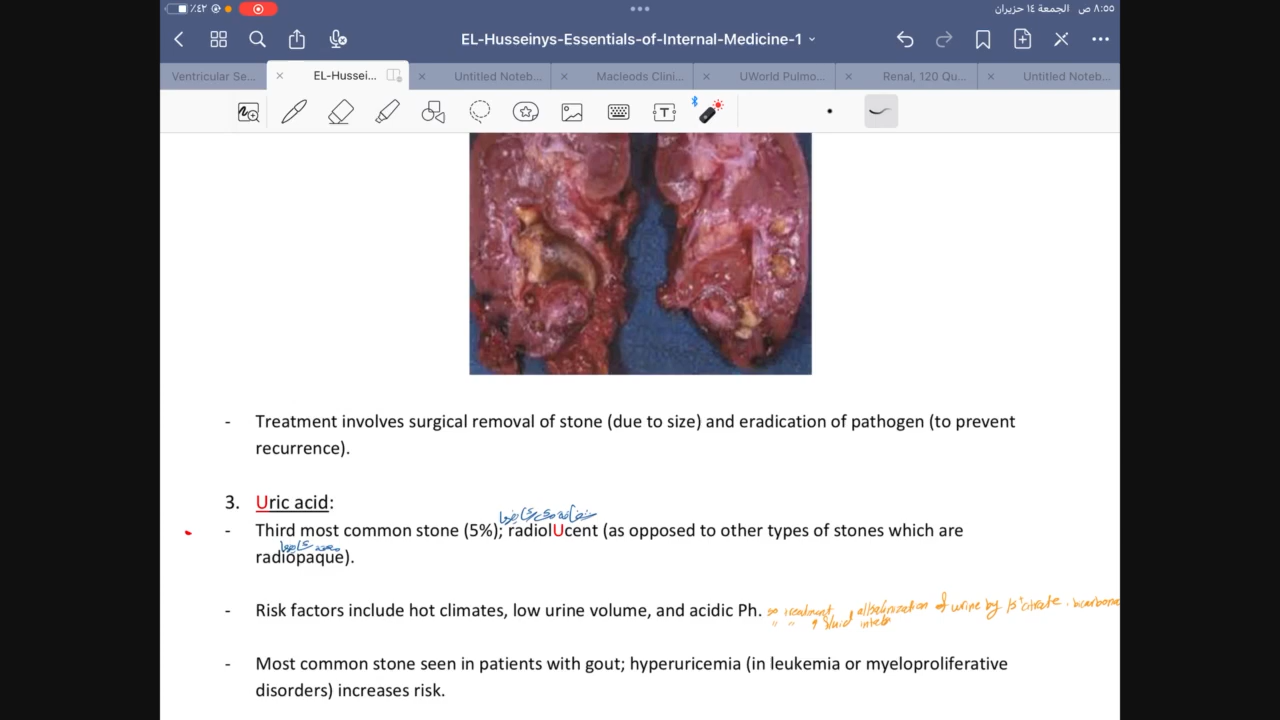 ٪٤٢ ٨:٥٥ ص الجمعة ١٤ حزيران
EL-Husseinys-Essentials-of-Internal-Medicine-1
Ventricular Se... EL-Hussei... Untitled Noteb... Macleods Clini... UWorld Pulmo... Renal, 120 Qu... Untitled Noteb...
- Treatment involves surgical removal of stone (due to size) and eradication of pathogen (to prevent
recurrence).
3. Uric acid:
- Third most common stone (5%); radiolUcent (as opposed to other types of stones which are
radiopaque).
- Risk factors include hot climates, low urine volume, and acidic Ph. so treatment alkalinization of urine by K+ citrate, bicarbona
" " fluid intak
- Most common stone seen in patients with gout; hyperuricemia (in leukemia or myeloproliferative
disorders) increases risk.